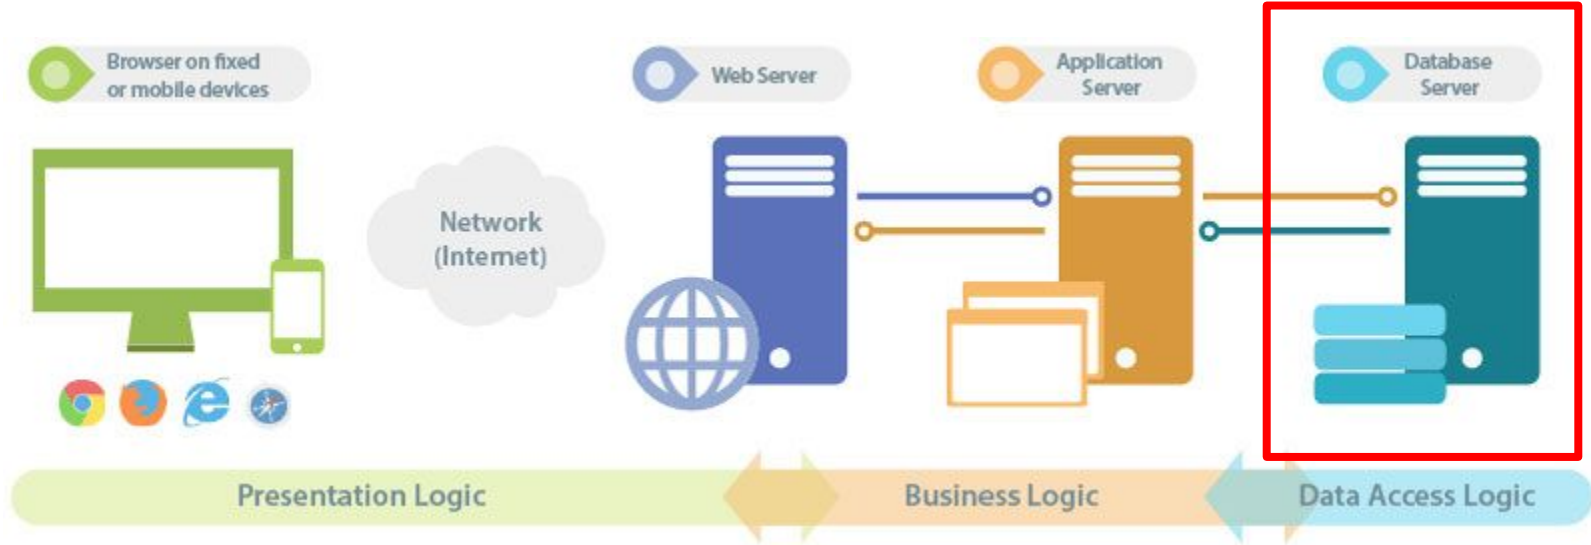 Browser on fixed
or mobile devices
Web Server
Application
Server
Database
Server
Network
(Internet)
Presentation Logic
Business Logic
Data Access Logic